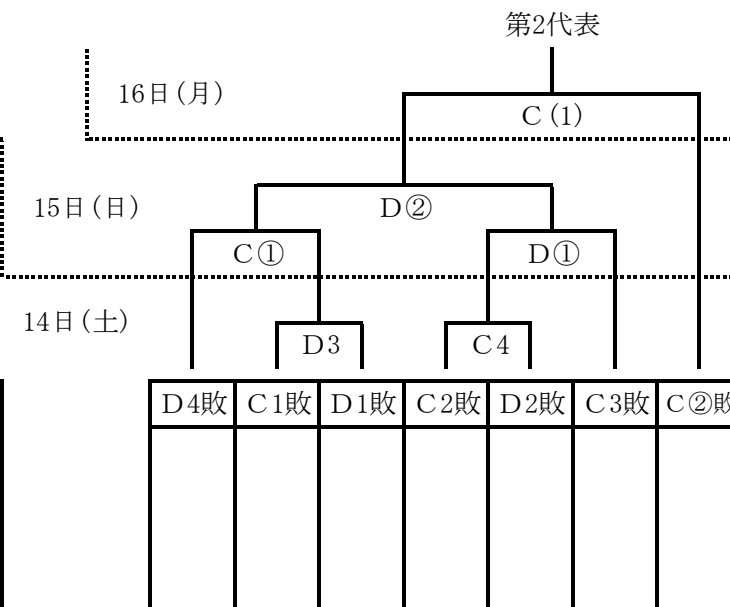 第2代表
16日(月)
C(1)
15日(日)
D②
C① D①
14日(土)
D3 C4
D4敗 C1敗 D1敗 C2敗 D2敗 C3敗 C②敗